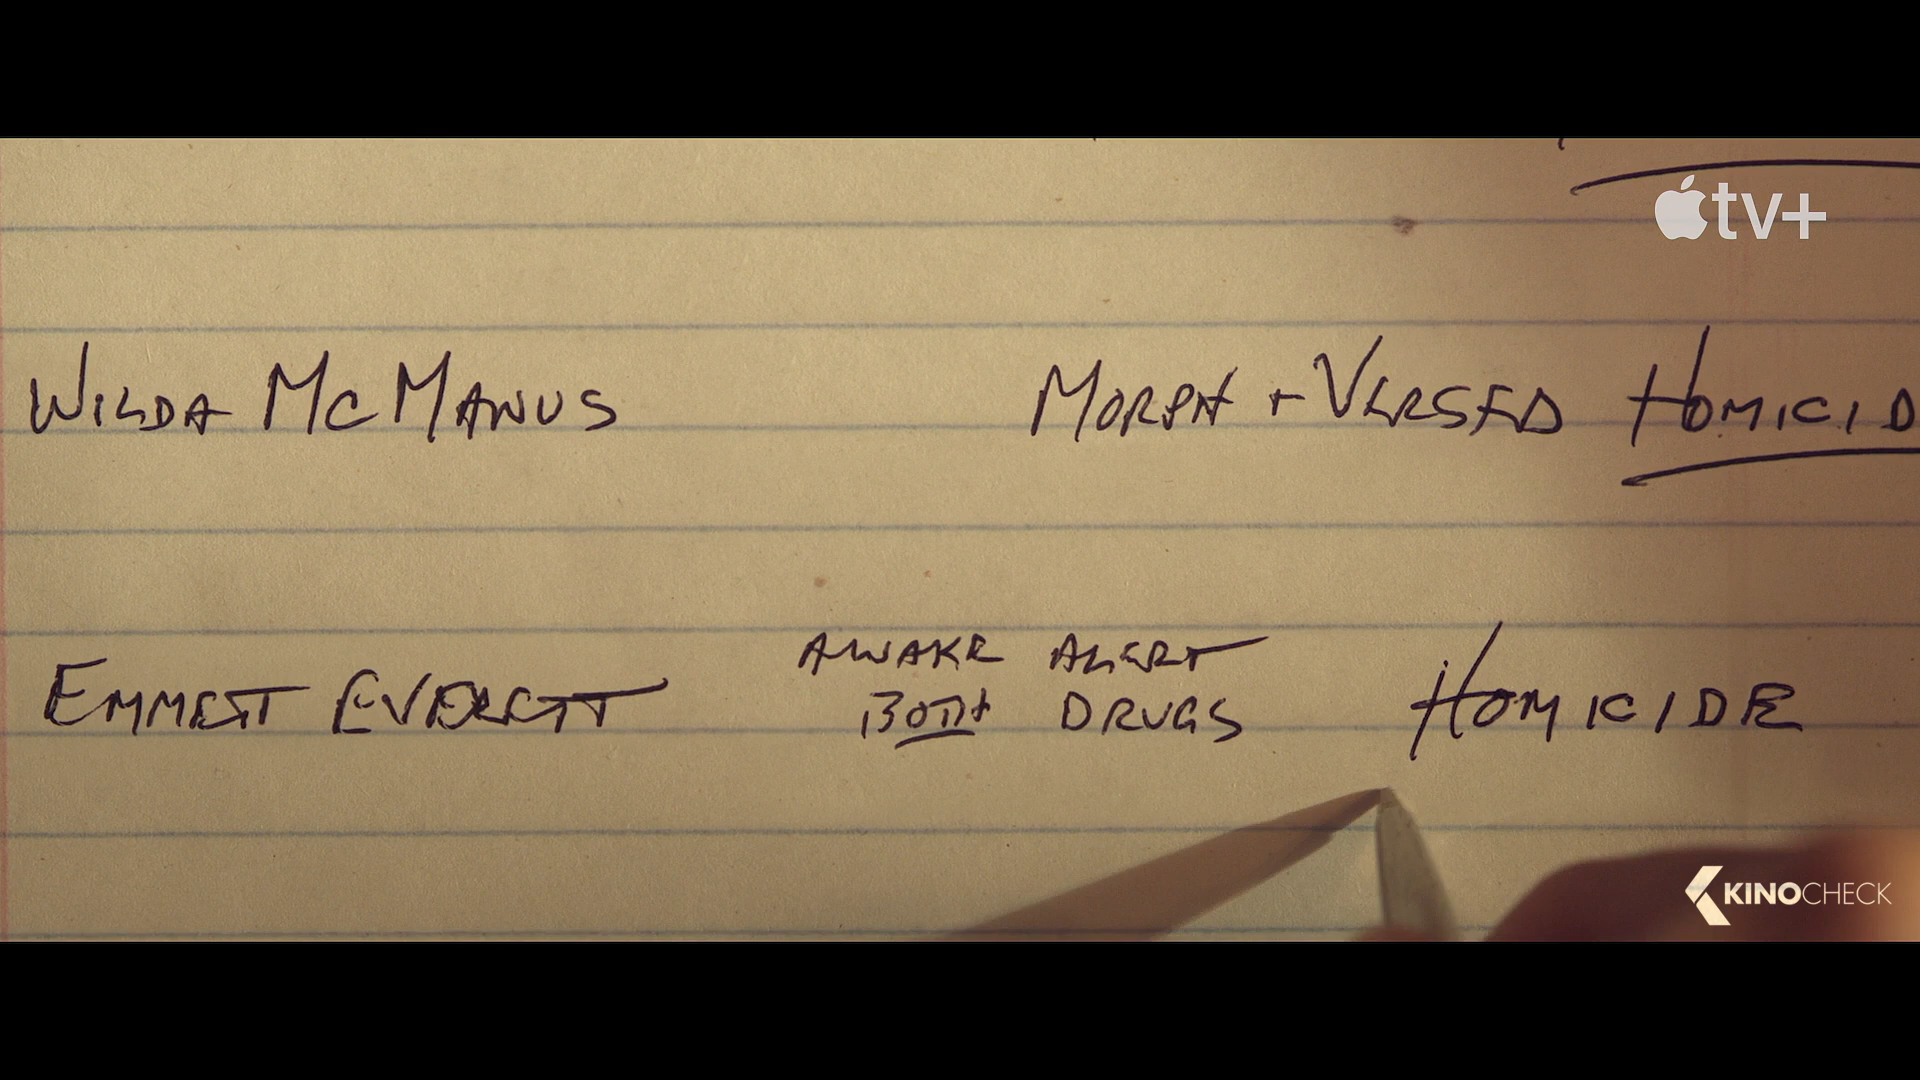 tv+
WILDA MCMANUS MORPH + VERSED HOMICID
AWAKE ALERT
EMMETT EVERETT BOTH DRUGS HOMICIDE
KINOCHECK